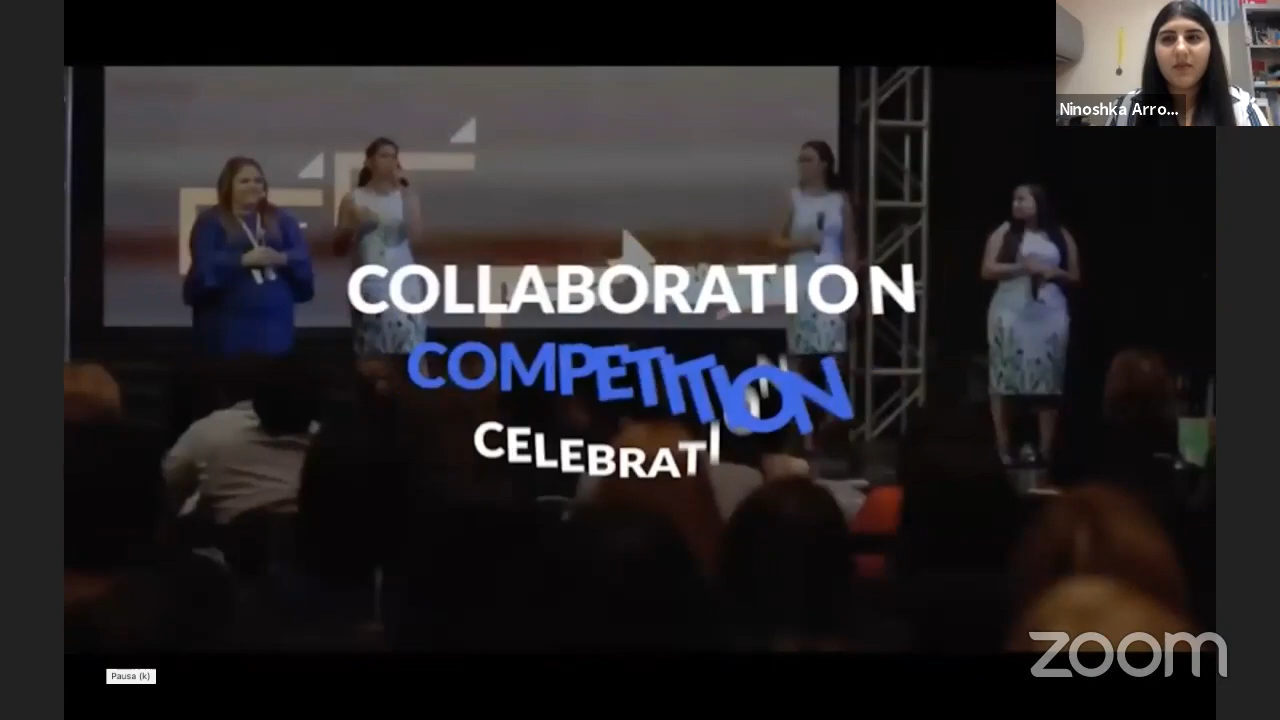 Ninoshka Arro...
COLLABORATION
COMPETITION
CELEBRATI
Pausa (k)
zoom